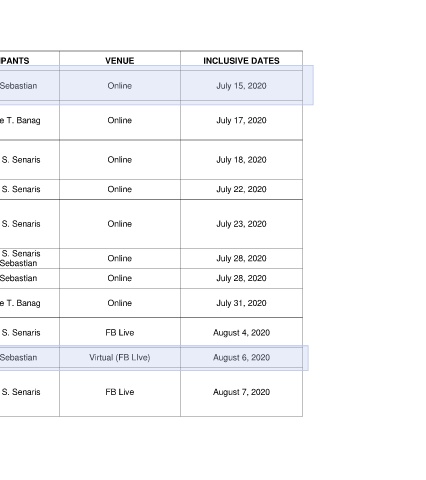 IPANTS VENUE INCLUSIVE DATES
Sebastian Online July 15, 2020
e T. Banag Online July 17, 2020
S. Senaris Online July 18, 2020
S. Senaris Online July 22, 2020
S. Senaris Online July 23, 2020
S. Senaris
Sebastian Online July 28, 2020
Sebastian Online July 28, 2020
e T. Banag Online July 31, 2020
S. Senaris FB Live August 4, 2020
Sebastian Virtual (FB LIve) August 6, 2020
S. Senaris FB Live August 7, 2020